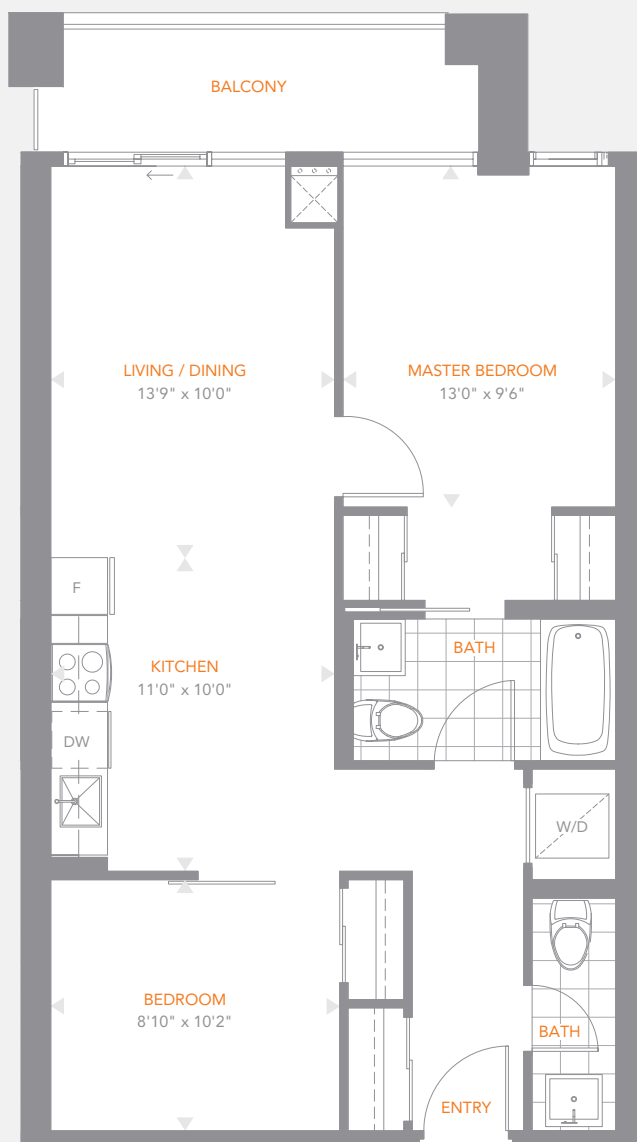 BALCONY
LIVING / DINING
13'9" x 10'0"
MASTER BEDROOM
13'0" x 9'6"
F
KITCHEN
11'0" x 10'0"
BATH
DW
W/D
BEDROOM
8'10" x 10'2"
BATH
ENTRY